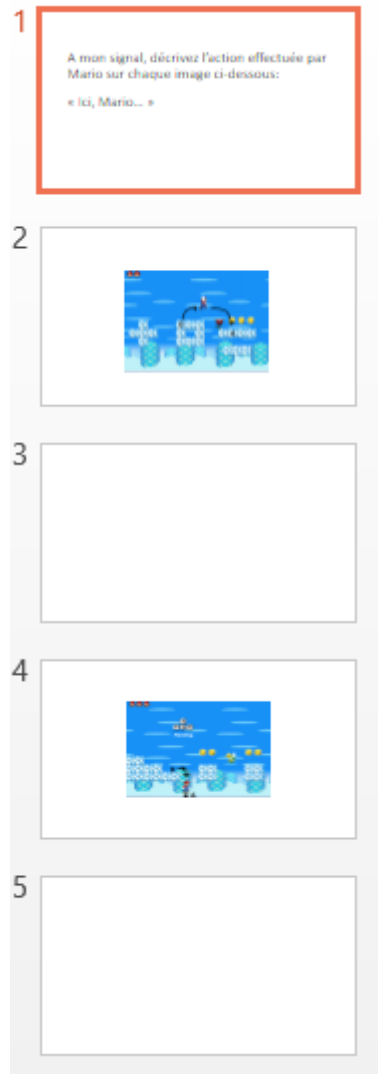 1
A mon signal, décrivez l'action effectuée par
Mario sur chaque image ci-dessous:
« Ici, Mario... »
2
3
4
5